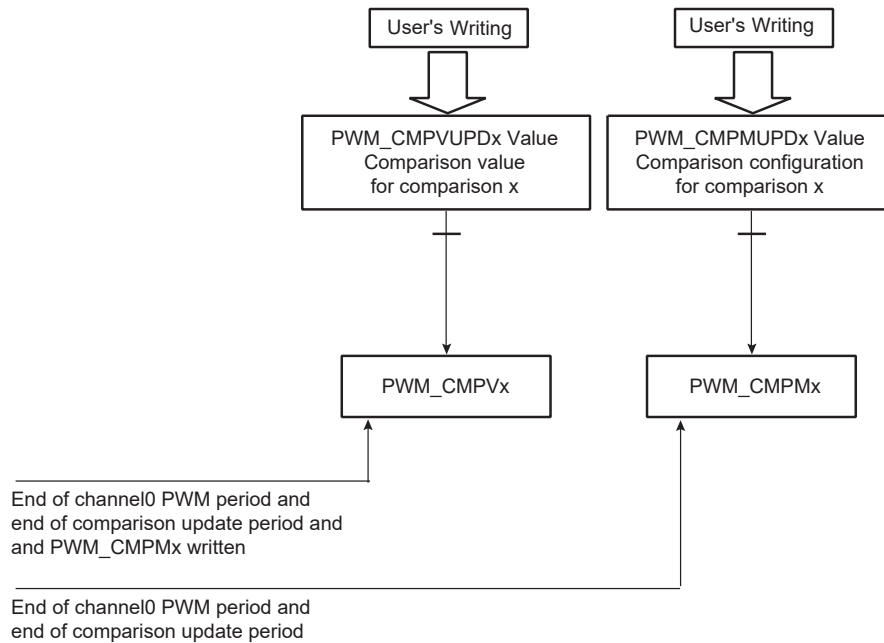 User's Writing
User's Writing
PWM_CMPVUPDx Value
Comparison value
for comparison x
PWM_CMPMUPDx Value
Comparison configuration
for comparison x
PWM_CMPVx
PWM_CMPMx
End of channel0 PWM period and
end of comparison update period and
and PWM_CMPMx written
End of channel0 PWM period and
end of comparison update period